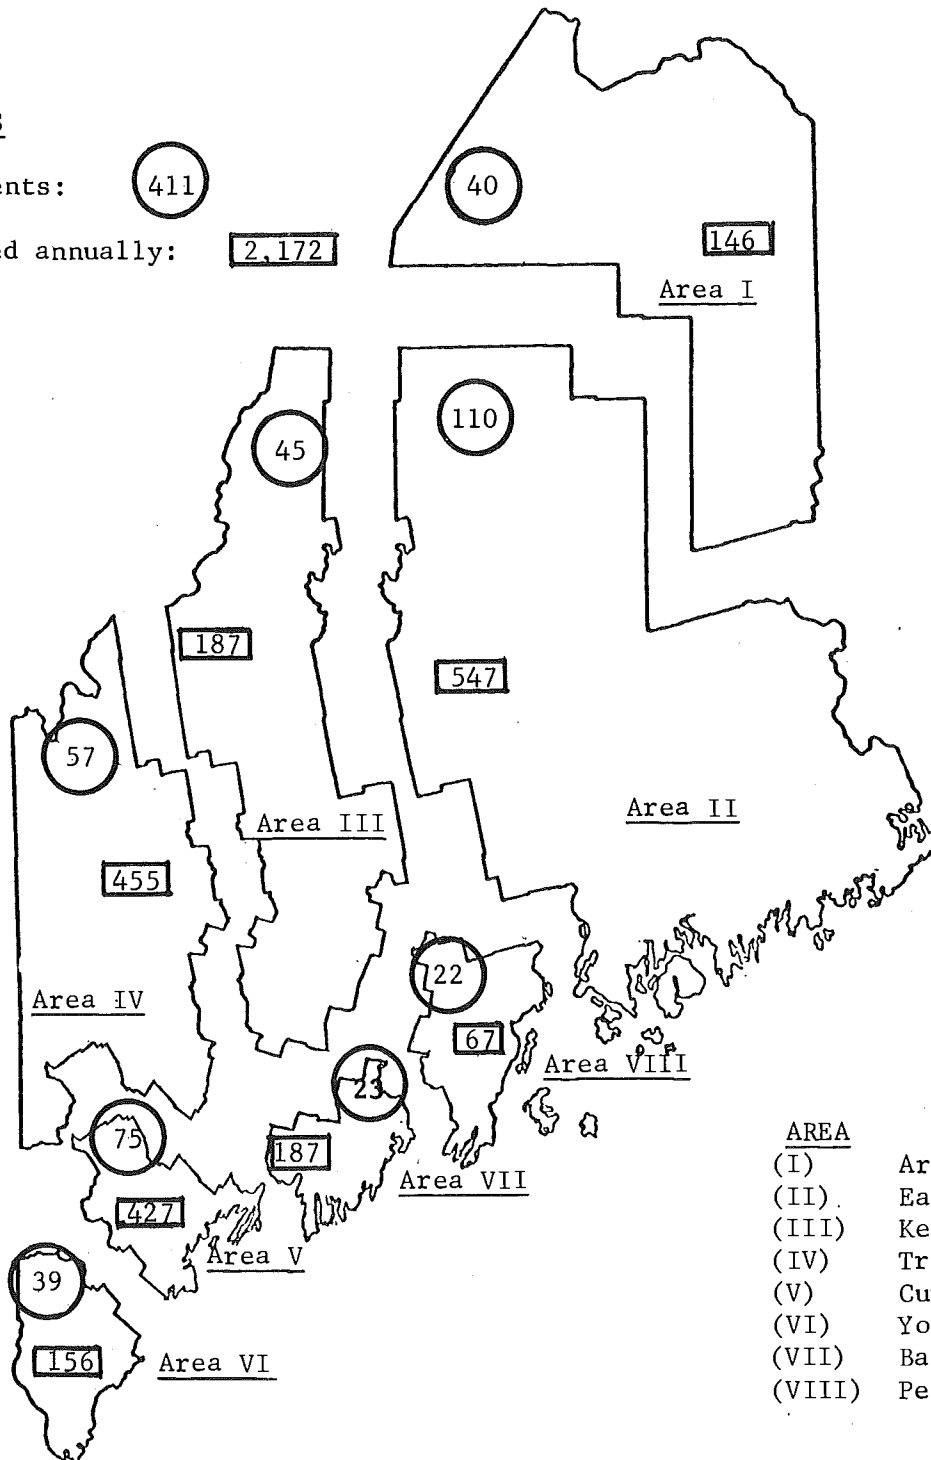 ents: 411
ed annually: 2,172
40
146
Area I
45
110
187
547
57
Area III
Area II
455
22
Area IV
67
Area VIII
23
75
187
Area VII
427
Area V
39
156
Area VI
AREA
(I) Ar
(II) Ea
(III) Ke
(IV) Tr
(V) Cu
(VI) Yo
(VII) Ba
(VIII) Pe